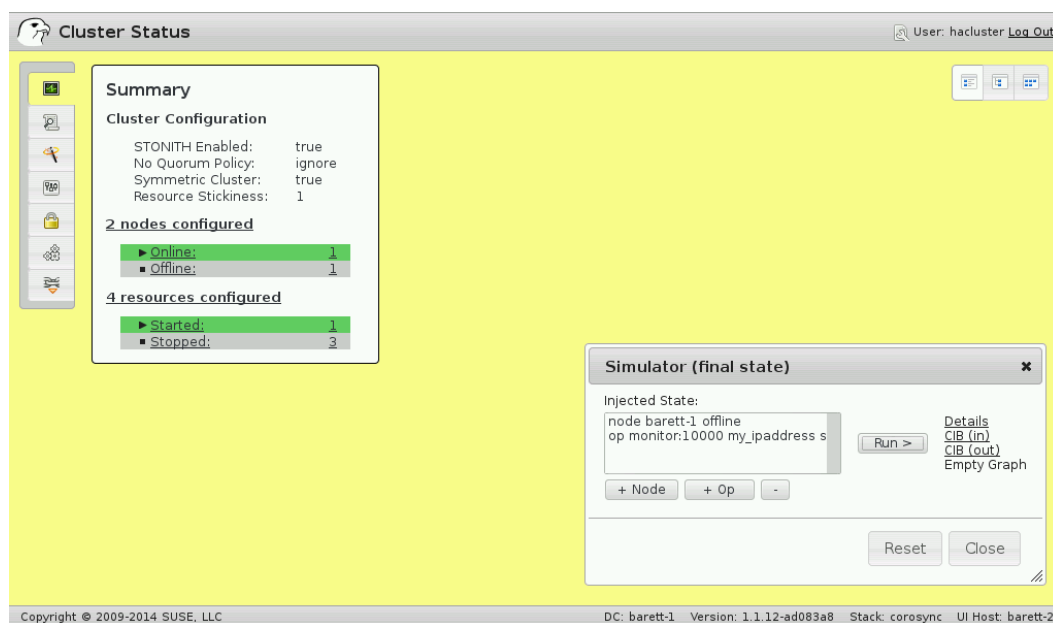 Cluster Status
User: hacluster Log Out
Summary
Cluster Configuration
STONITH Enabled: true
No Quorum Policy: ignore
Symmetric Cluster: true
Resource Stickiness: 1
2 nodes configured
Online: 1
Offline: 1
4 resources configured
Started: 1
Stopped: 3
Simulator (final state)
Injected State:
node barett-1 offline
op monitor:10000 my_ipaddress s
Run >
Details
CIB (in)
CIB (out)
Empty Graph
+ Node + Op -
Reset Close
Copyright © 2009-2014 SUSE, LLC
DC: barett-1 Version: 1.1.12-ad083a8 Stack: corosync UI Host: barett-2